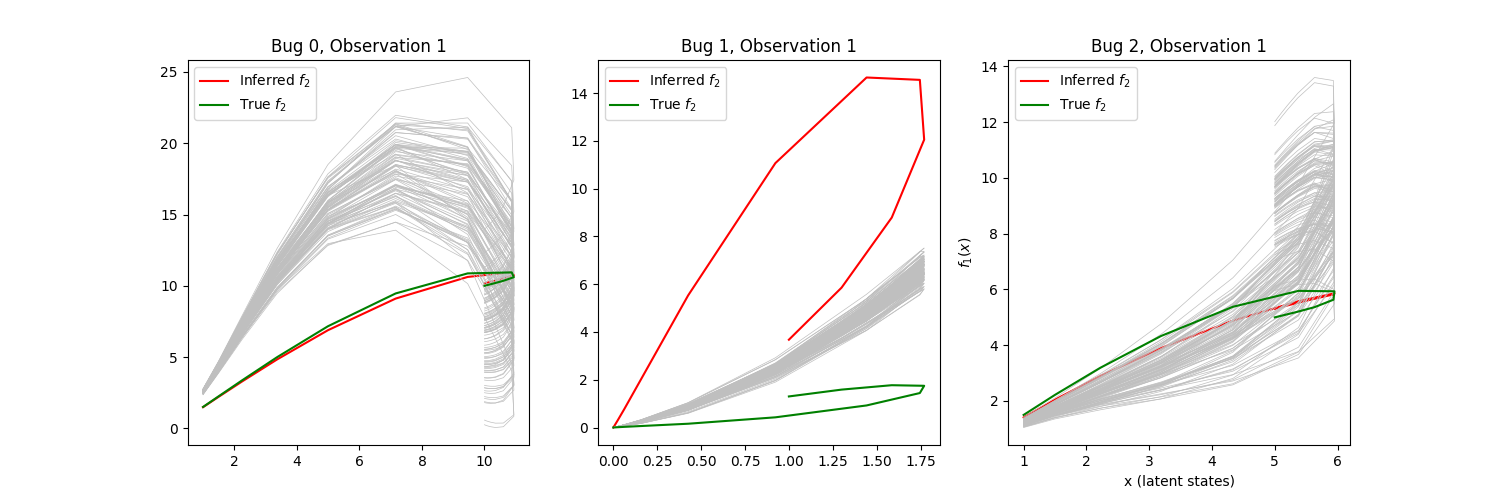 Bug 0, Observation 1
Inferred f₂
True f₂
25
20
15
10
5
0
2 4 6 8 10
Bug 1, Observation 1
Inferred f₂
True f₂
14
12
10
8
6
4
2
0
0.00 0.25 0.50 0.75 1.00 1.25 1.50 1.75
Bug 2, Observation 1
Inferred f₂
True f₂
f₁(x)
14
12
10
8
6
4
2
1 2 3 4 5 6
x (latent states)